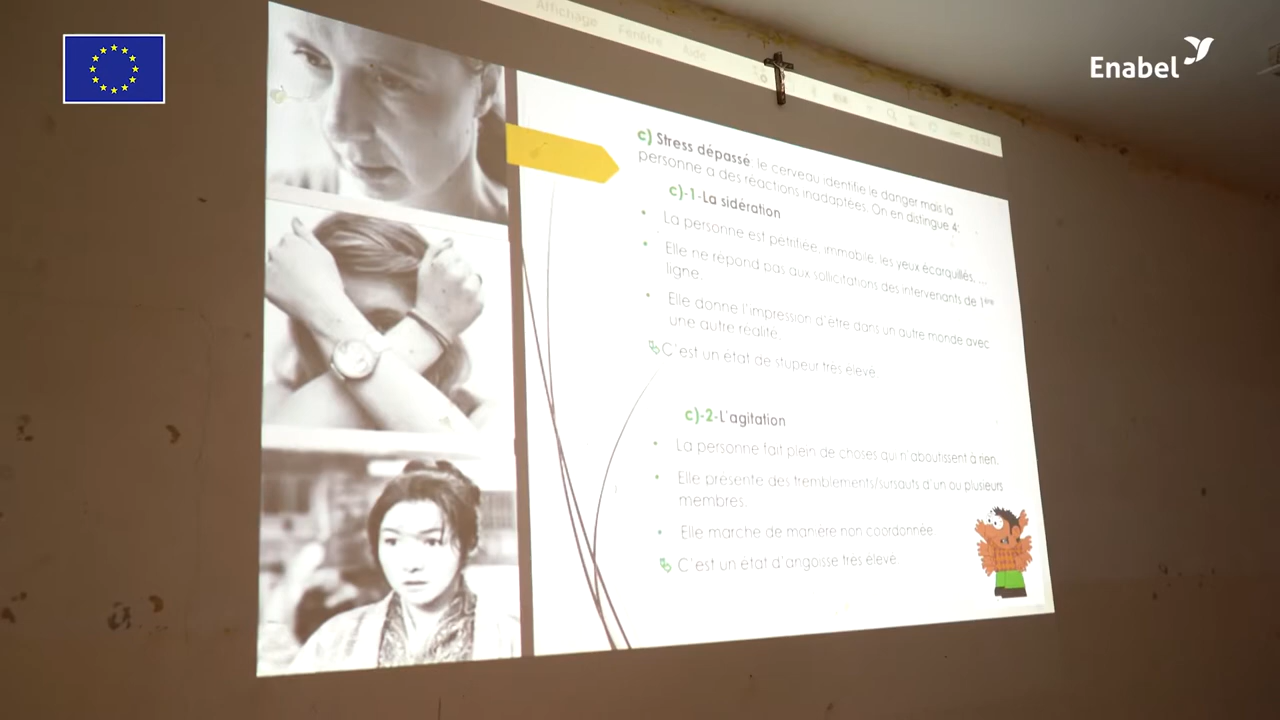 Enabel
Affichage Fenêtre Aide
c) Stress dépassé: le cerveau identifie le danger mais la
personne a des réactions inadaptées. On en distingue 4:
c)-1-La sidération
La personne est pétrifiée, immobile, les yeux écarquillés, ...
Elle ne répond pas aux sollicitations des intervenants de 1ère
ligne.
Elle donne l'impression d'être dans un autre monde avec
une autre réalité.
C'est un état de stupeur très élevé.
c)-2-L'agitation
La personne fait plein de choses qui n'aboutissent à rien.
Elle présente des tremblements/sursauts d'un ou plusieurs
membres.
Elle marche de manière non coordonnée
C'est un état d'angoisse très élevé